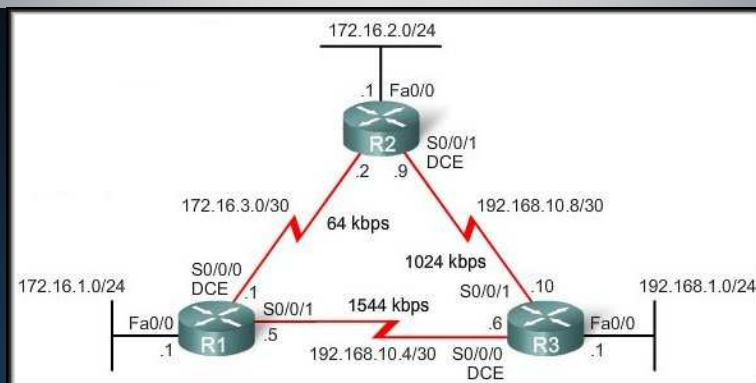 172.16.2.0/24
.1 Fa0/0
R2
S0/0/1
DCE
.2 .9
172.16.3.0/30
192.168.10.8/30
64 kbps
1024 kbps
S0/0/0
DCE
.1
172.16.1.0/24
S0/0/1
1544 kbps
S0/0/1
.10
192.168.1.0/24
Fa0/0
.1
R1
.5
192.168.10.4/30
.6
S0/0/0
DCE
R3
Fa0/0
.1